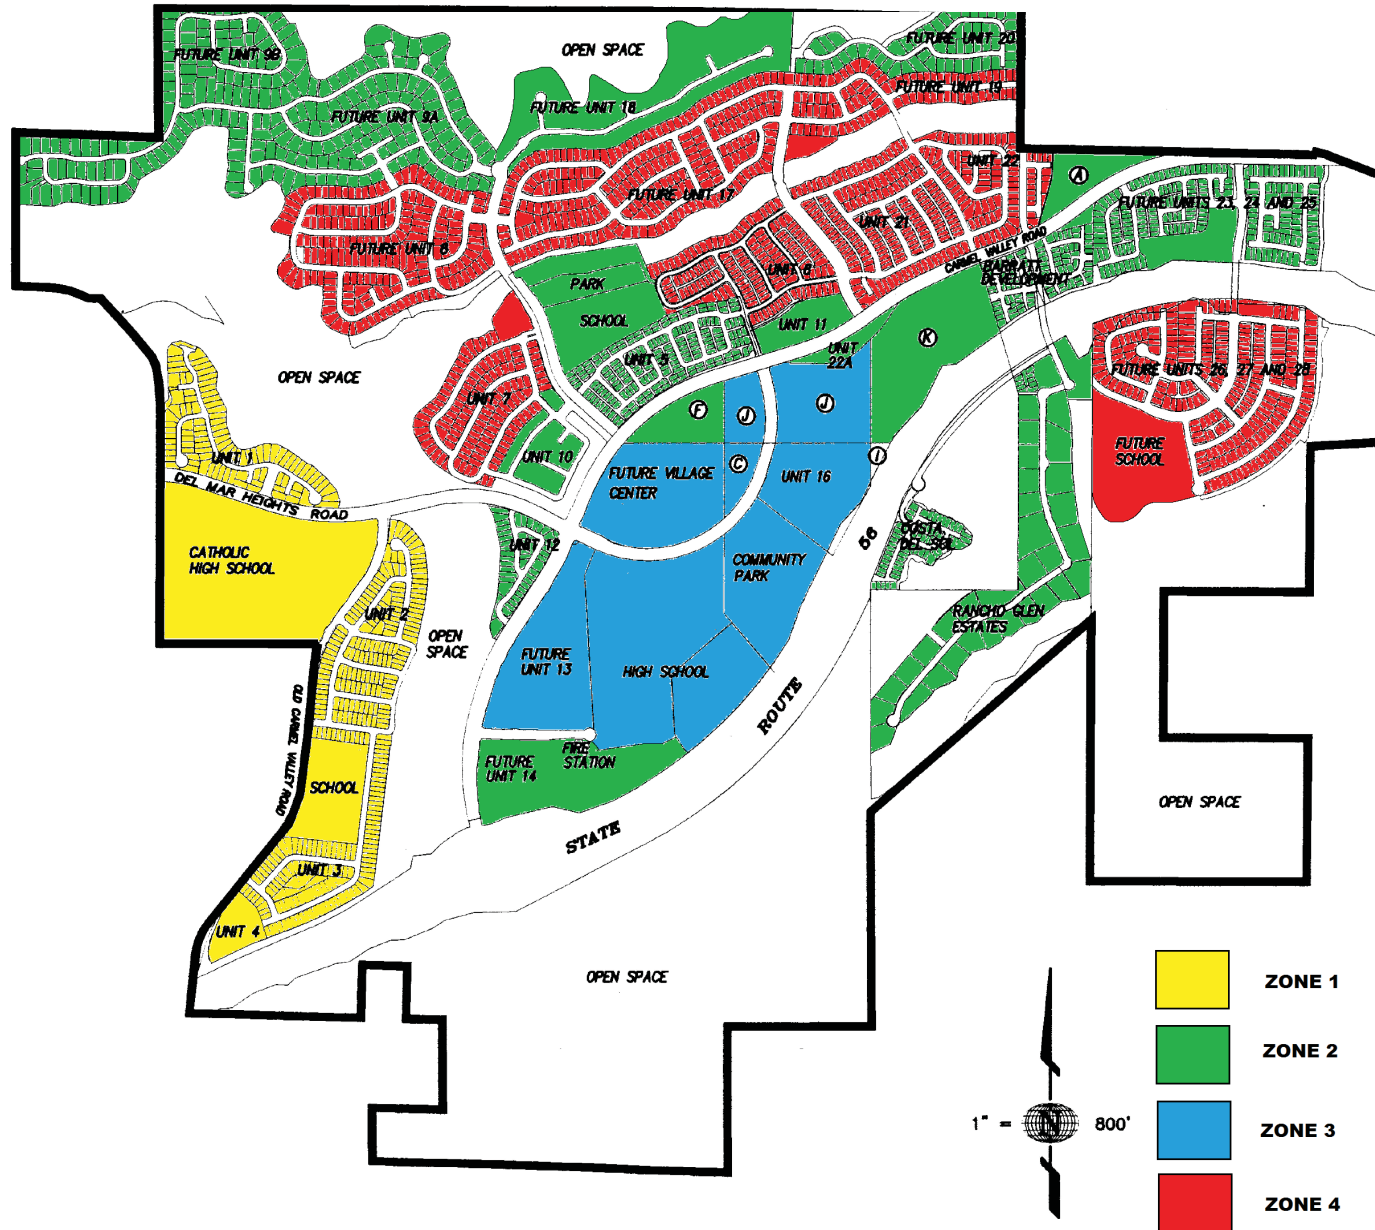 FUTURE UNIT 9B
OPEN SPACE
FUTURE UNIT 20
FUTURE UNIT 19
FUTURE UNIT 18
FUTURE UNIT 9A
UNIT 22
A
FUTURE UNIT 17
FUTURE UNITS 23, 24 AND 25
UNIT 21
CARMEL VALLEY ROAD
FUTURE UNIT 8
UNIT 6
BARRATT
DEVELOPMENT
PARK
SCHOOL
UNIT 11
K
UNIT
22A
UNIT 5
OPEN SPACE
FUTURE UNITS 26, 27 AND 28
UNIT 7
F
J
J
FUTURE
SCHOOL
UNIT 1
UNIT 10
I
C
FUTURE VILLAGE
CENTER
UNIT 16
DEL MAR HEIGHTS ROAD
COSTA
DEL SOL
56
UNIT 12
CATHOLIC
HIGH SCHOOL
COMMUNITY
PARK
UNIT 2
RANCHO GLEN
ESTATES
OPEN
SPACE
FUTURE
UNIT 13
HIGH SCHOOL
OLD CARMEL VALLEY ROAD
ROUTE
FIRE
STATION
FUTURE
UNIT 14
SCHOOL
OPEN SPACE
STATE
UNIT 3
UNIT 4
OPEN SPACE
ZONE 1
ZONE 2
1" = N 800'
ZONE 3
ZONE 4